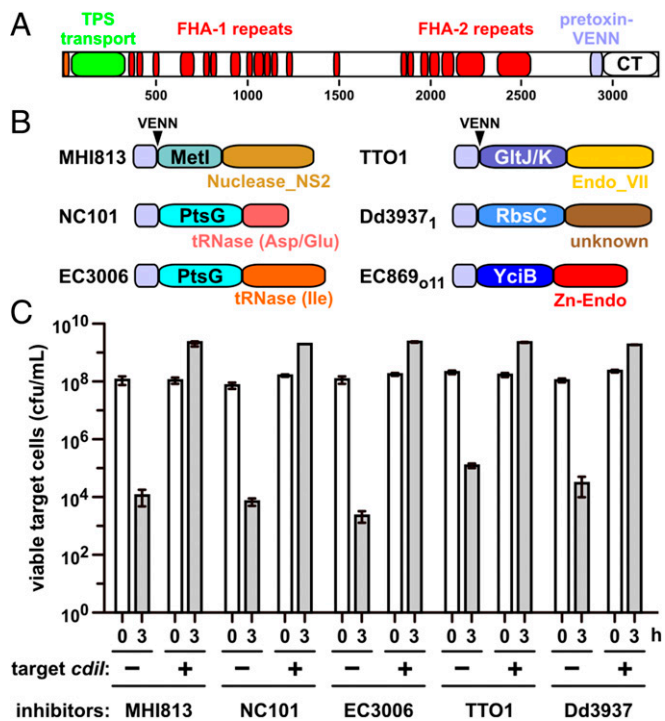 A
TPS transport
FHA-1 repeats
FHA-2 repeats
pretoxin-VENN
CT
500 1000 1500 2000 2500 3000
B
VENN
MHI813 MetI
Nuclease_NS2
NC101 PtsG
tRNase (Asp/Glu)
EC3006 PtsG
tRNase (Ile)
VENN
TTO1 GltJ/K
Endo_VII
Dd3937₁ RbsC
unknown
EC869ₒ₁₁ YciB
Zn-Endo
C
viable target cells (cfu/mL)
10¹⁰
10⁸
10⁶
10⁴
10²
10⁰
0 3 0 3 0 3 0 3 0 3 0 3 0 3 0 3 0 3 0 3 h
target cdiI: − + − + − + − + − +
inhibitors: MHI813 NC101 EC3006 TTO1 Dd3937